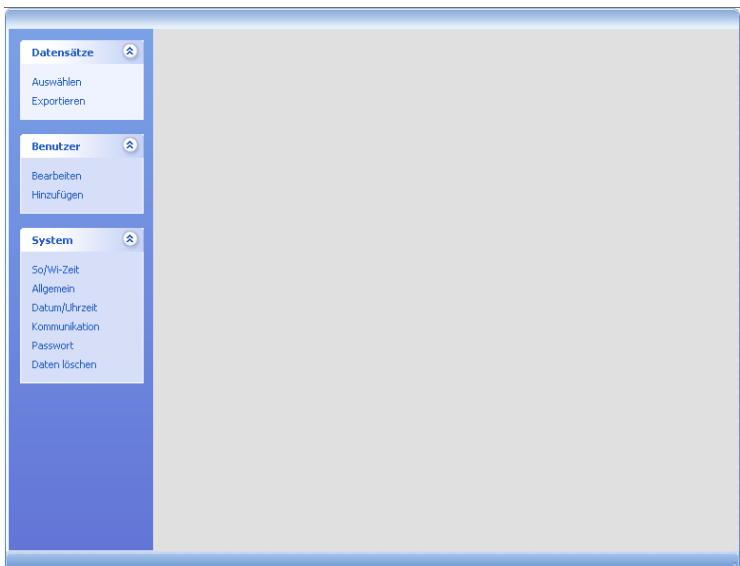 Datensätze
Auswählen
Exportieren
Benutzer
Bearbeiten
Hinzufügen
System
So/Wi-Zeit
Allgemein
Datum/Uhrzeit
Kommunikation
Passwort
Daten löschen